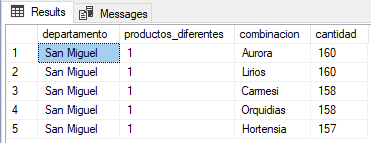 Results Messages
departamento productos_diferentes combinacion cantidad
1 San Miguel 1 Aurora 160
2 San Miguel 1 Lirios 160
3 San Miguel 1 Carmesi 158
4 San Miguel 1 Orquidias 158
5 San Miguel 1 Hortensia 157